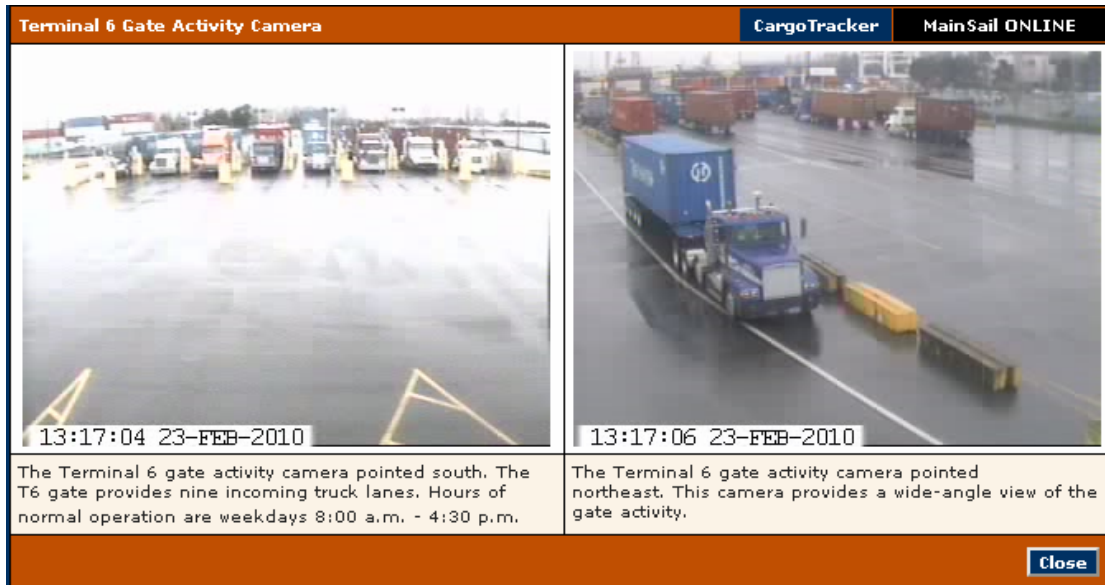 Terminal 6 Gate Activity Camera
CargoTracker
MainSail ONLINE
13:17:04 23-FEB-2010
13:17:06 23-FEB-2010
The Terminal 6 gate activity camera pointed south. The
T6 gate provides nine incoming truck lanes. Hours of
normal operation are weekdays 8:00 a.m. - 4:30 p.m.
The Terminal 6 gate activity camera pointed
northeast. This camera provides a wide-angle view of the
gate activity.
Close